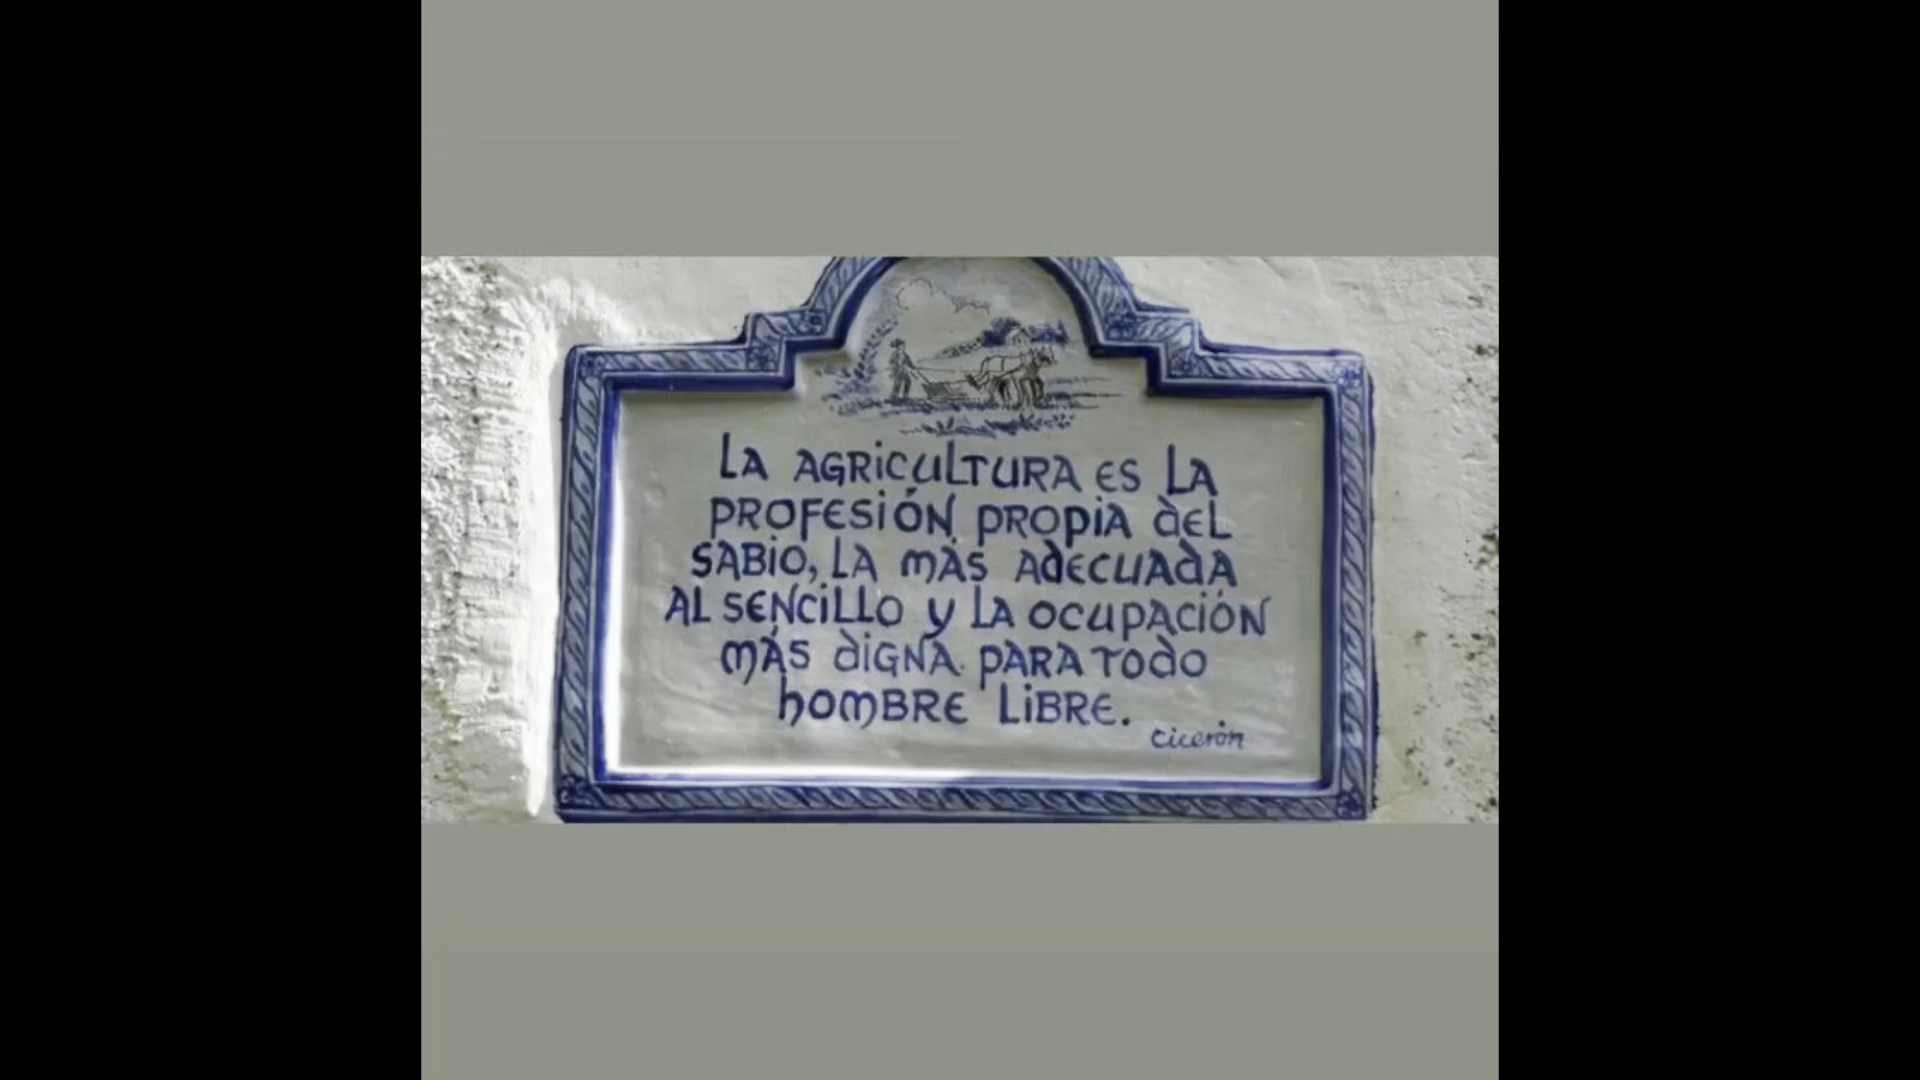 LA AGRICULTURA ES LA
PROFESIÓN PROPIA DEL
SABIO, LA MÁS ADECUADA
AL SENCILLO Y LA OCUPACIÓN
MÁS DIGNA PARA TODO
HOMBRE LIBRE.
Cicerón